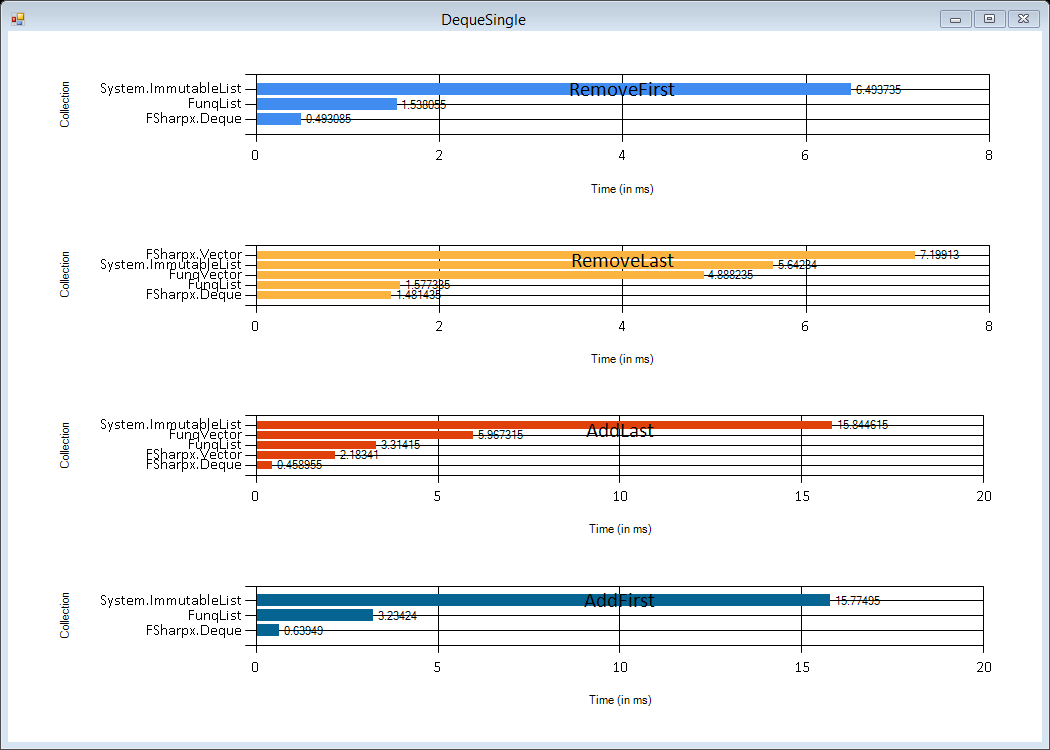 DequeSingle
RemoveFirst
Collection
System.ImmutableList 6.493735
FunqList 1.538055
FSharpx.Deque 0.493085
0 2 4 6 8
Time (in ms)
RemoveLast
Collection
FSharpx.Vector 7.19913
System.ImmutableList 5.64234
FunqVector 4.888235
FunqList 1.577335
FSharpx.Deque 1.481435
0 2 4 6 8
Time (in ms)
AddLast
Collection
System.ImmutableList 15.844615
FunqVector 5.967315
FunqList 3.31415
FSharpx.Vector 2.18341
FSharpx.Deque 0.458955
0 5 10 15 20
Time (in ms)
AddFirst
Collection
System.ImmutableList 15.77495
FunqList 3.23424
FSharpx.Deque 0.63949
0 5 10 15 20
Time (in ms)